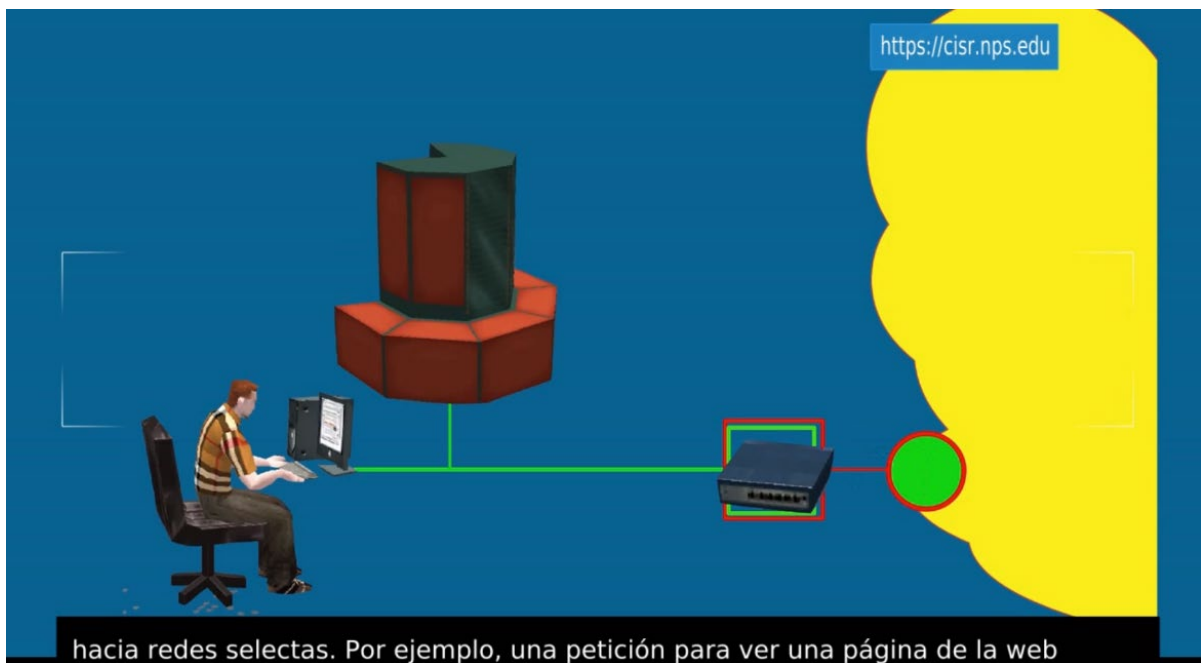 https://cisr.nps.edu
hacia redes selectas. Por ejemplo, una petición para ver una página de la web